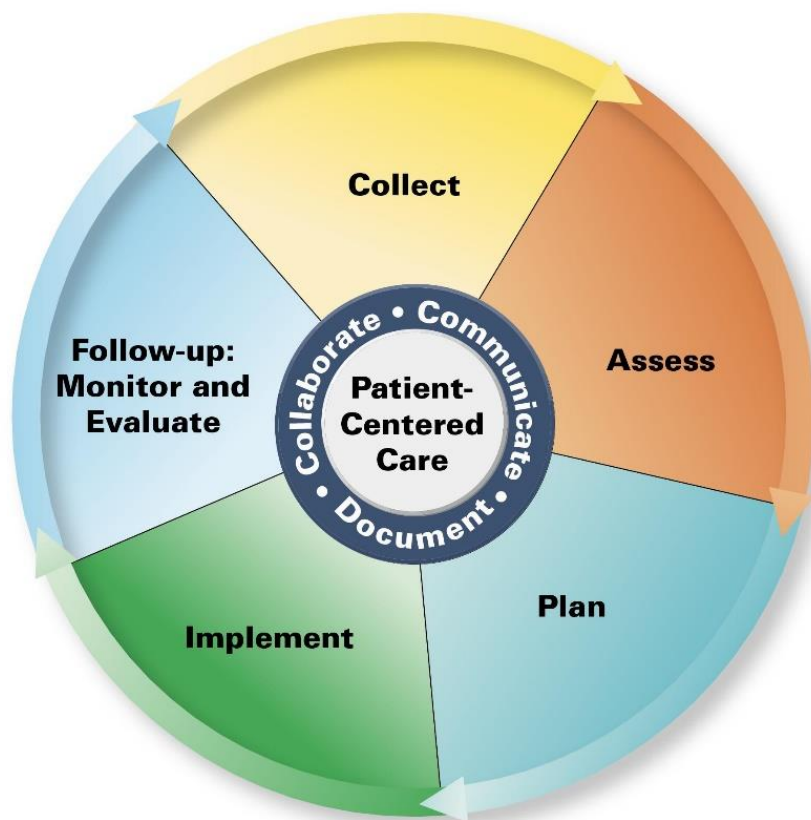 Collect
Assess
Plan
Implement
Follow-up:
Monitor and
Evaluate
Collaborate • Communicate • Document •
Patient-
Centered
Care